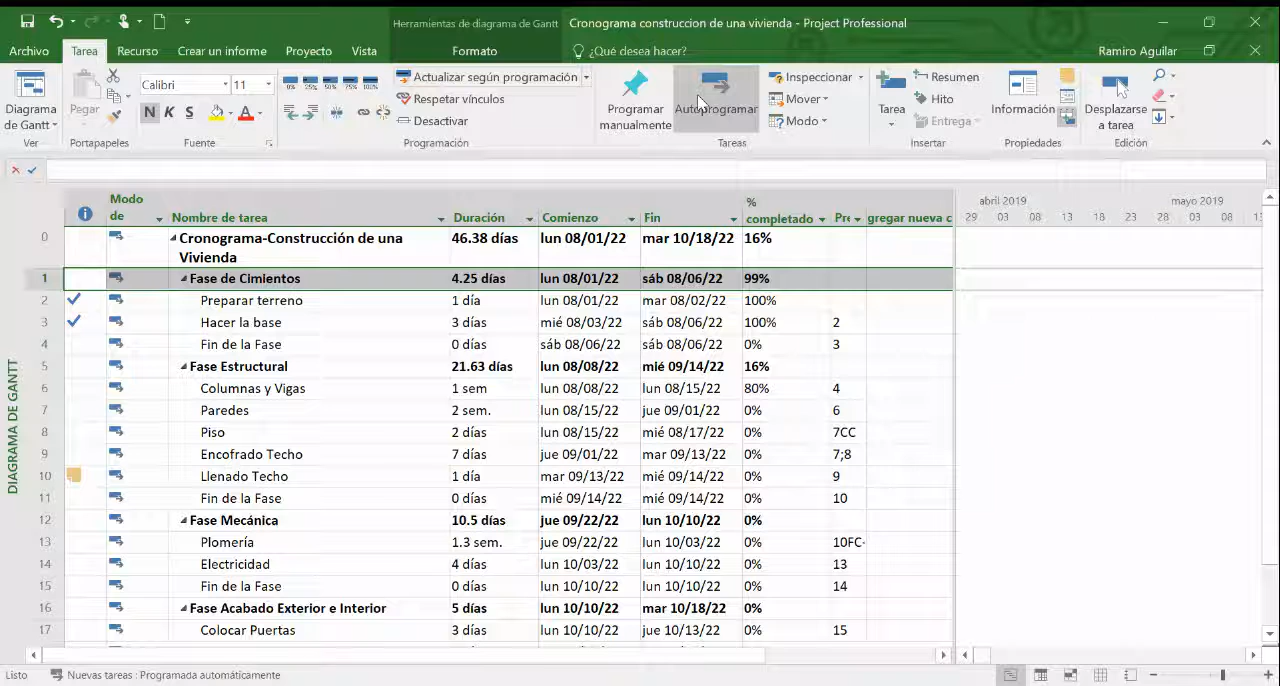 Herramientas de diagrama de Gantt Cronograma construccion de una vivienda - Project Professional
Archivo Tarea Recurso Crear un informe Proyecto Vista Formato ¿Qué desea hacer? Ramiro Aguilar
Diagrama de Gantt
Ver
Pegar
Portapapeles
Calibri 11
N K S A
Fuente
0% 25% 50% 75% 100%
Actualizar según programación
Respetar vínculos
Desactivar
Programación
Programar manualmente
Autoprogramar
Inspeccionar
Mover
Modo
Tareas
Tarea
Resumen
Hito
Entrega
Insertar
Información
Propiedades
Desplazarse a tarea
Edición
Modo de Nombre de tarea Duración Comienzo Fin % completado Pre gregar nueva c
abril 2019 mayo 2019
29 03 08 13 18 23 28 03 08
0 Cronograma-Construcción de una Vivienda 46.38 días lun 08/01/22 mar 10/18/22 16%
1 Fase de Cimientos 4.25 días lun 08/01/22 sáb 08/06/22 99%
2 Preparar terreno 1 día lun 08/01/22 mar 08/02/22 100%
3 Hacer la base 3 días mié 08/03/22 sáb 08/06/22 100% 2
4 Fin de la Fase 0 días sáb 08/06/22 sáb 08/06/22 0% 3
5 Fase Estructural 21.63 días lun 08/08/22 mié 09/14/22 16%
6 Columnas y Vigas 1 sem lun 08/08/22 lun 08/15/22 80% 4
7 Paredes 2 sem. lun 08/15/22 jue 09/01/22 0% 6
8 Piso 2 días lun 08/15/22 mié 08/17/22 0% 7CC
9 Encofrado Techo 7 días jue 09/01/22 mar 09/13/22 0% 7;8
10 Llenado Techo 1 día mar 09/13/22 mié 09/14/22 0% 9
11 Fin de la Fase 0 días mié 09/14/22 mié 09/14/22 0% 10
12 Fase Mecánica 10.5 días jue 09/22/22 lun 10/10/22 0%
13 Plomería 1.3 sem. jue 09/22/22 lun 10/03/22 0% 10FC-
14 Electricidad 4 días lun 10/03/22 lun 10/10/22 0% 13
15 Fin de la Fase 0 días lun 10/10/22 lun 10/10/22 0% 14
16 Fase Acabado Exterior e Interior 5 días lun 10/10/22 mar 10/18/22 0%
17 Colocar Puertas 3 días lun 10/10/22 jue 10/13/22 0% 15
DIAGRAMA DE GANTT
Listo Nuevas tareas : Programada automáticamente